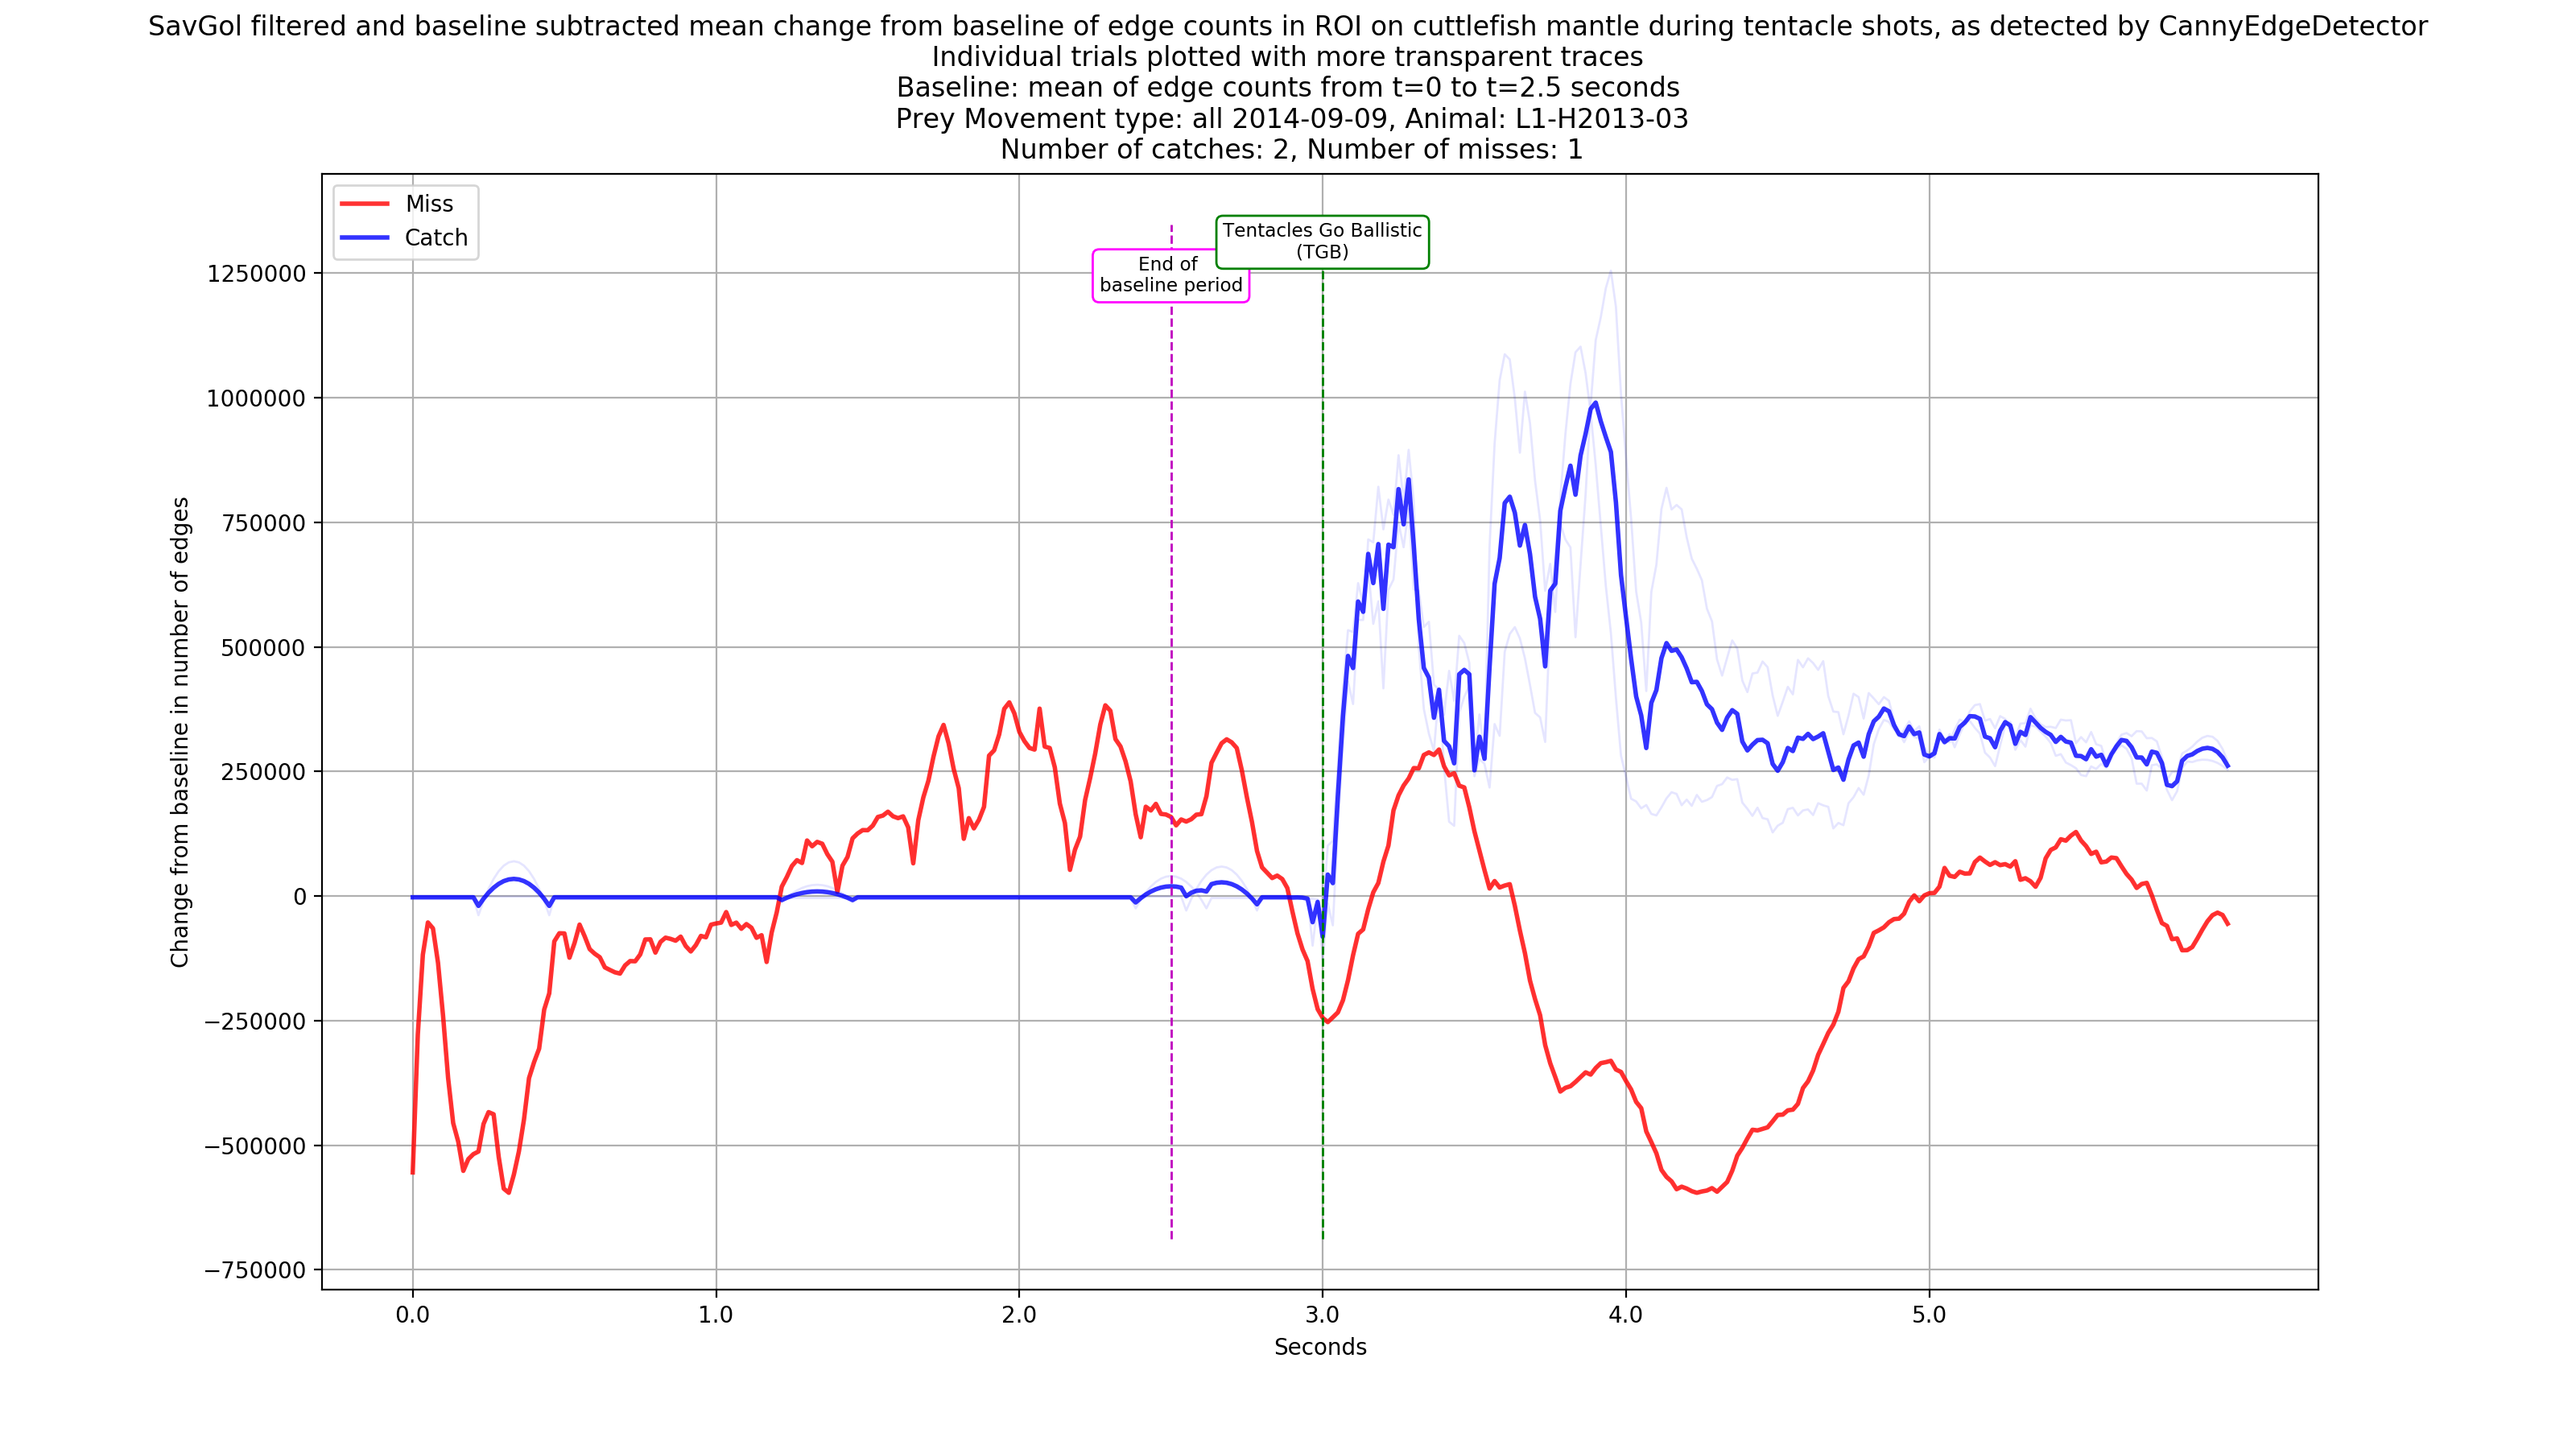 SavGol filtered and baseline subtracted mean change from baseline of edge counts in ROI on cuttlefish mantle during tentacle shots, as detected by CannyEdgeDetector
Individual trials plotted with more transparent traces
Baseline: mean of edge counts from t=0 to t=2.5 seconds
Prey Movement type: all 2014-09-09, Animal: L1-H2013-03
Number of catches: 2, Number of misses: 1
Miss
Catch
Tentacles Go Ballistic
(TGB)
End of
baseline period
Change from baseline in number of edges
1250000
1000000
750000
500000
250000
0
−250000
−500000
−750000
0.0
1.0
2.0
3.0
4.0
5.0
Seconds